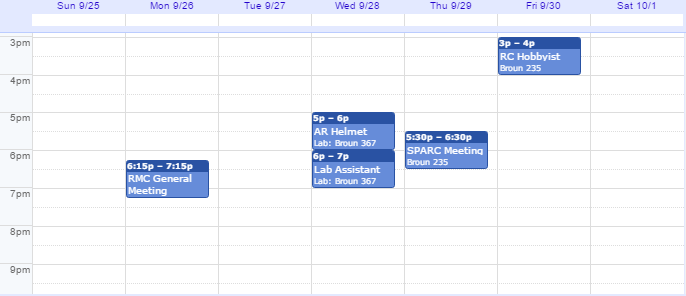 Sun 9/25 Mon 9/26 Tue 9/27 Wed 9/28 Thu 9/29 Fri 9/30 Sat 10/1
3pm
3p – 4p
RC Hobbyist
Broun 235
4pm
5pm
5p – 6p
AR Helmet
Lab: Broun 367
5:30p – 6:30p
SPARC Meeting
Broun 235
6pm
6p – 7p
Lab Assistant
Lab: Broun 367
6:15p – 7:15p
RMC General
Meeting
7pm
8pm
9pm